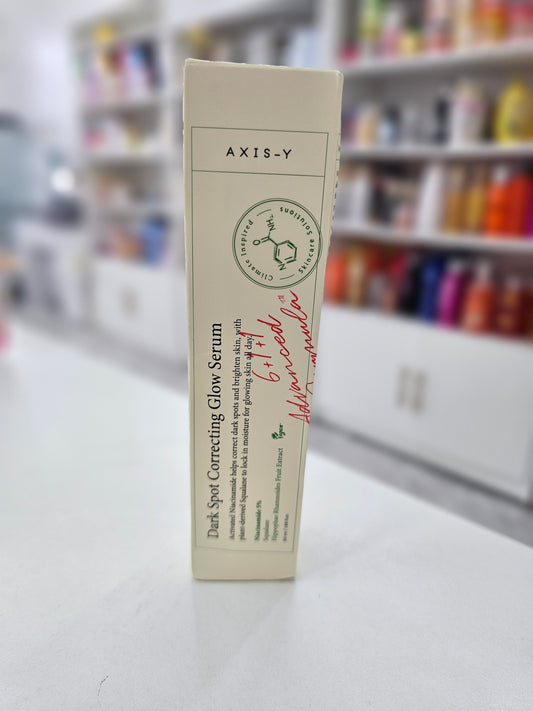 AXIS-Y
Climate Inspired
Skincare Solutions
NH₂
O
N
Dark Spot Correcting Glow Serum
Activated Niacinamide helps correct dark spots and brighten skin, with
plant-derived Squalane to lock in moisture for glowing skin all day.
Niacinamide 5%
Squalane
Hippophae Rhamnoides Fruit Extract
Vegan
6+1+1
Advanced